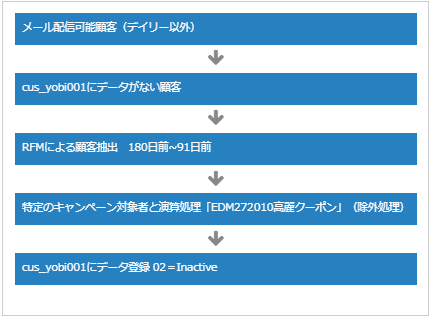 メール配信可能顧客（デイリー以外）
cus_yobi001にデータがない顧客
RFMによる顧客抽出　180日前~91日前
特定のキャンペーン対象者と演算処理「EDM272010高麗クーポン」（除外処理）
cus_yobi001にデータ登録 02＝Inactive